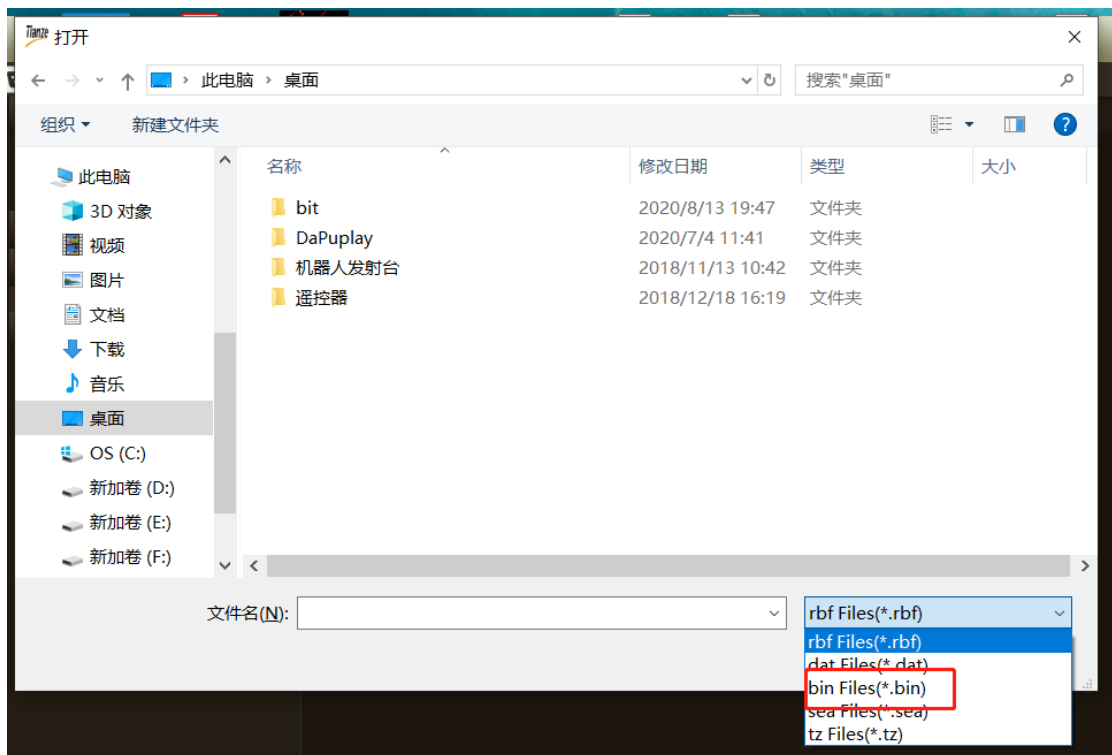 Tianze 打开
此电脑 › 桌面
搜索"桌面"
组织 新建文件夹
?
名称 修改日期 类型 大小
此电脑
3D 对象
视频
图片
文档
下载
音乐
桌面
OS (C:)
新加卷 (D:)
新加卷 (E:)
新加卷 (F:)
bit 2020/8/13 19:47 文件夹
DaPuplay 2020/7/4 11:41 文件夹
机器人发射台 2018/11/13 10:42 文件夹
遥控器 2018/12/18 16:19 文件夹
文件名(N):
rbf Files(*.rbf)
rbf Files(*.rbf)
dat Files(*.dat)
bin Files(*.bin)
sea Files(*.sea)
tz Files(*.tz)